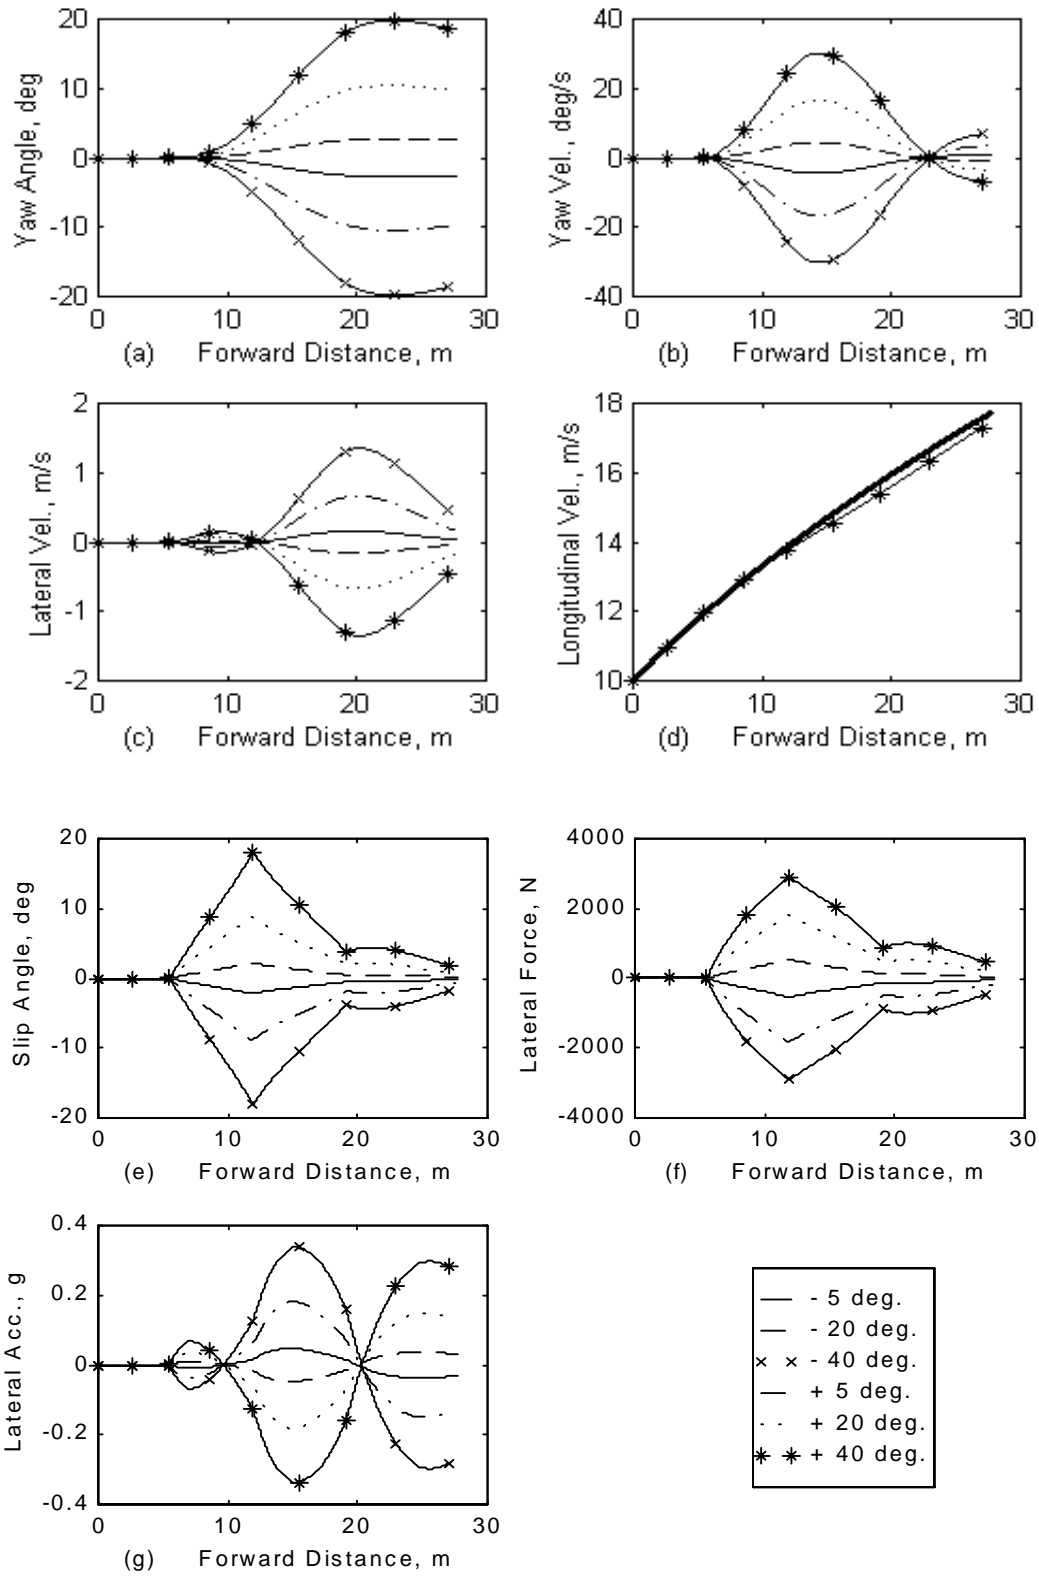 20
10
0
-10
-20
Yaw Angle, deg
0 10 20 30
(a) Forward Distance, m
40
20
0
-20
-40
Yaw Vel., deg/s
0 10 20 30
(b) Forward Distance, m
2
1
0
-1
-2
Lateral Vel., m/s
0 10 20 30
(c) Forward Distance, m
18
16
14
12
10
Longitudinal Vel., m/s
0 10 20 30
(d) Forward Distance, m
20
10
0
-10
-20
Slip Angle, deg
0 10 20 30
(e) Forward Distance, m
4000
2000
0
-2000
-4000
Lateral Force, N
0 10 20 30
(f) Forward Distance, m
0.4
0.2
0
-0.2
-0.4
Lateral Acc., g
0 10 20 30
(g) Forward Distance, m
- 5 deg.
- 20 deg.
- 40 deg.
+ 5 deg.
+ 20 deg.
+ 40 deg.